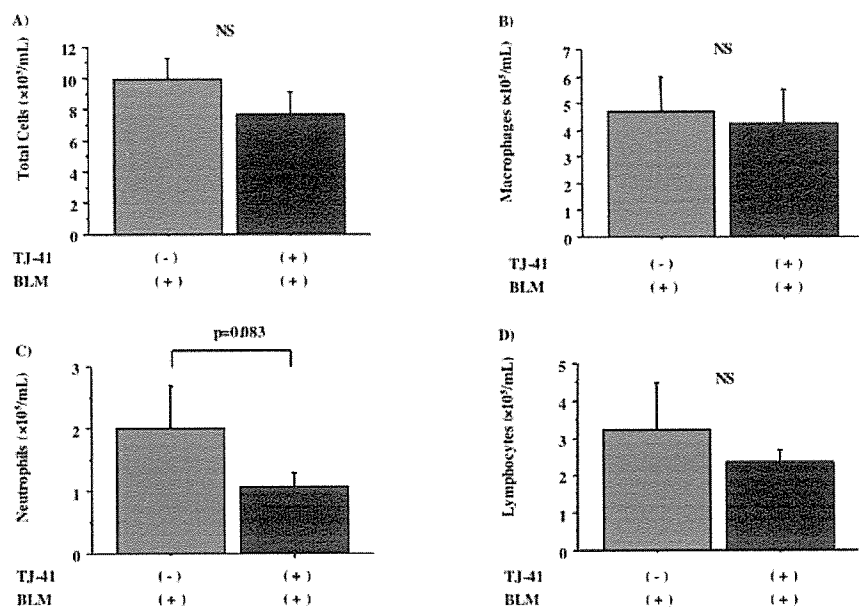 A)
NS
Total Cells (×10⁵/mL)
12
10
8
6
4
2
0
TJ-41 (-) (+)
BLM (+) (+)
B)
NS
Macrophages (×10⁵/mL)
7
6
5
4
3
2
1
0
TJ-41 (-) (+)
BLM (+) (+)
C)
p=0.083
Neutrophils (×10⁵/mL)
3
2
1
0
TJ-41 (-) (+)
BLM (+) (+)
D)
NS
Lymphocytes (×10⁵/mL)
5
4
3
2
1
0
TJ-41 (-) (+)
BLM (+) (+)